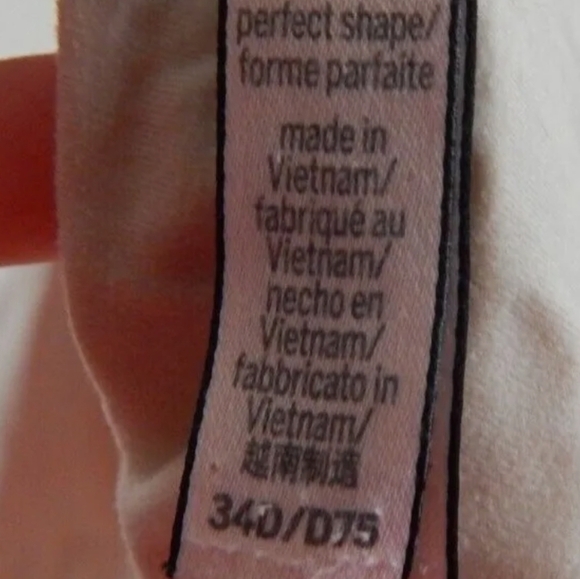 perfect shape/
forme parfaite
made in
Vietnam/
fabriqué au
Vietnam/
hecho en
Vietnam/
fabbricato in
Vietnam/
越南制造
34D/D75